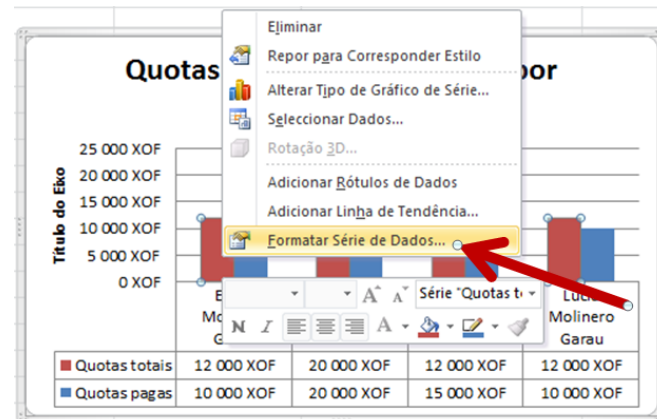 Quotas
por
Eliminar
Repor para Corresponder Estilo
Alterar Tipo de Gráfico de Série...
Seleccionar Dados...
Rotação 3D...
Adicionar Rótulos de Dados
Adicionar Linha de Tendência...
Formatar Série de Dados...
Título do Eixo
25 000 XOF
20 000 XOF
15 000 XOF
10 000 XOF
5 000 XOF
0 XOF
A A Série "Quotas
N I A
Molinero
Garau
Quotas totais 12 000 XOF 20 000 XOF 12 000 XOF 12 000 XOF
Quotas pagas 10 000 XOF 20 000 XOF 15 000 XOF 10 000 XOF